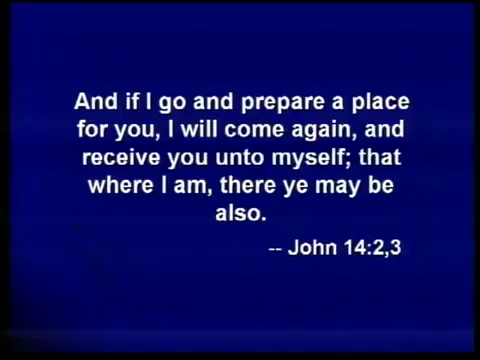 And if I go and prepare a place
for you, I will come again, and
receive you unto myself; that
where I am, there ye may be
also.
-- John 14:2,3